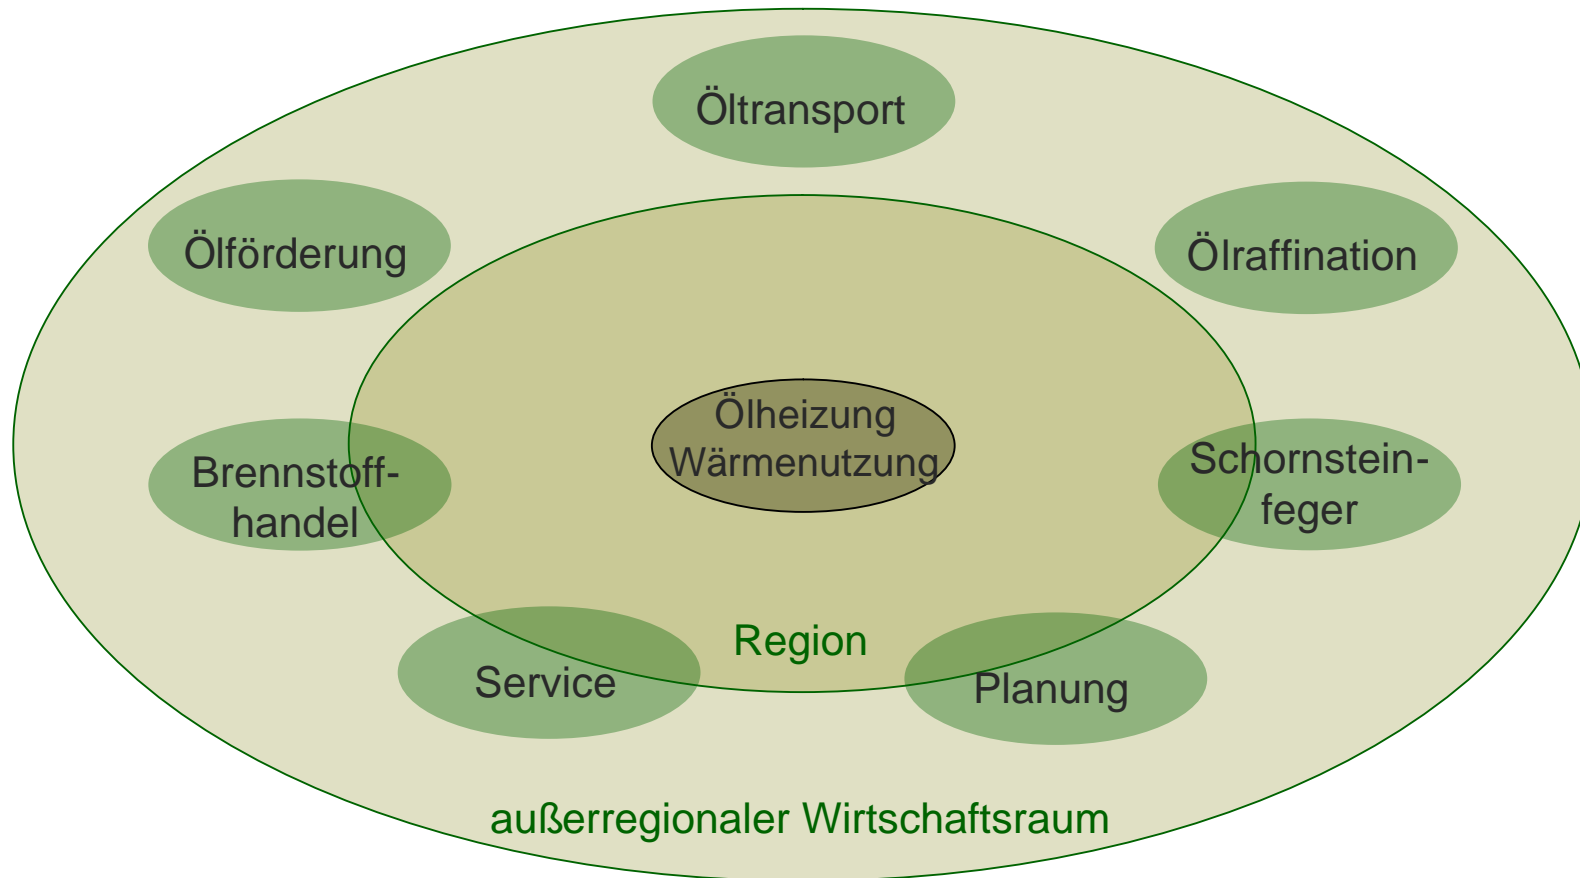 Öltransport
Ölförderung
Ölraffination
Ölheizung
Wärmenutzung
Brennstoff-
handel
Schornstein-
feger
Region
Service
Planung
außerregionaler Wirtschaftsraum